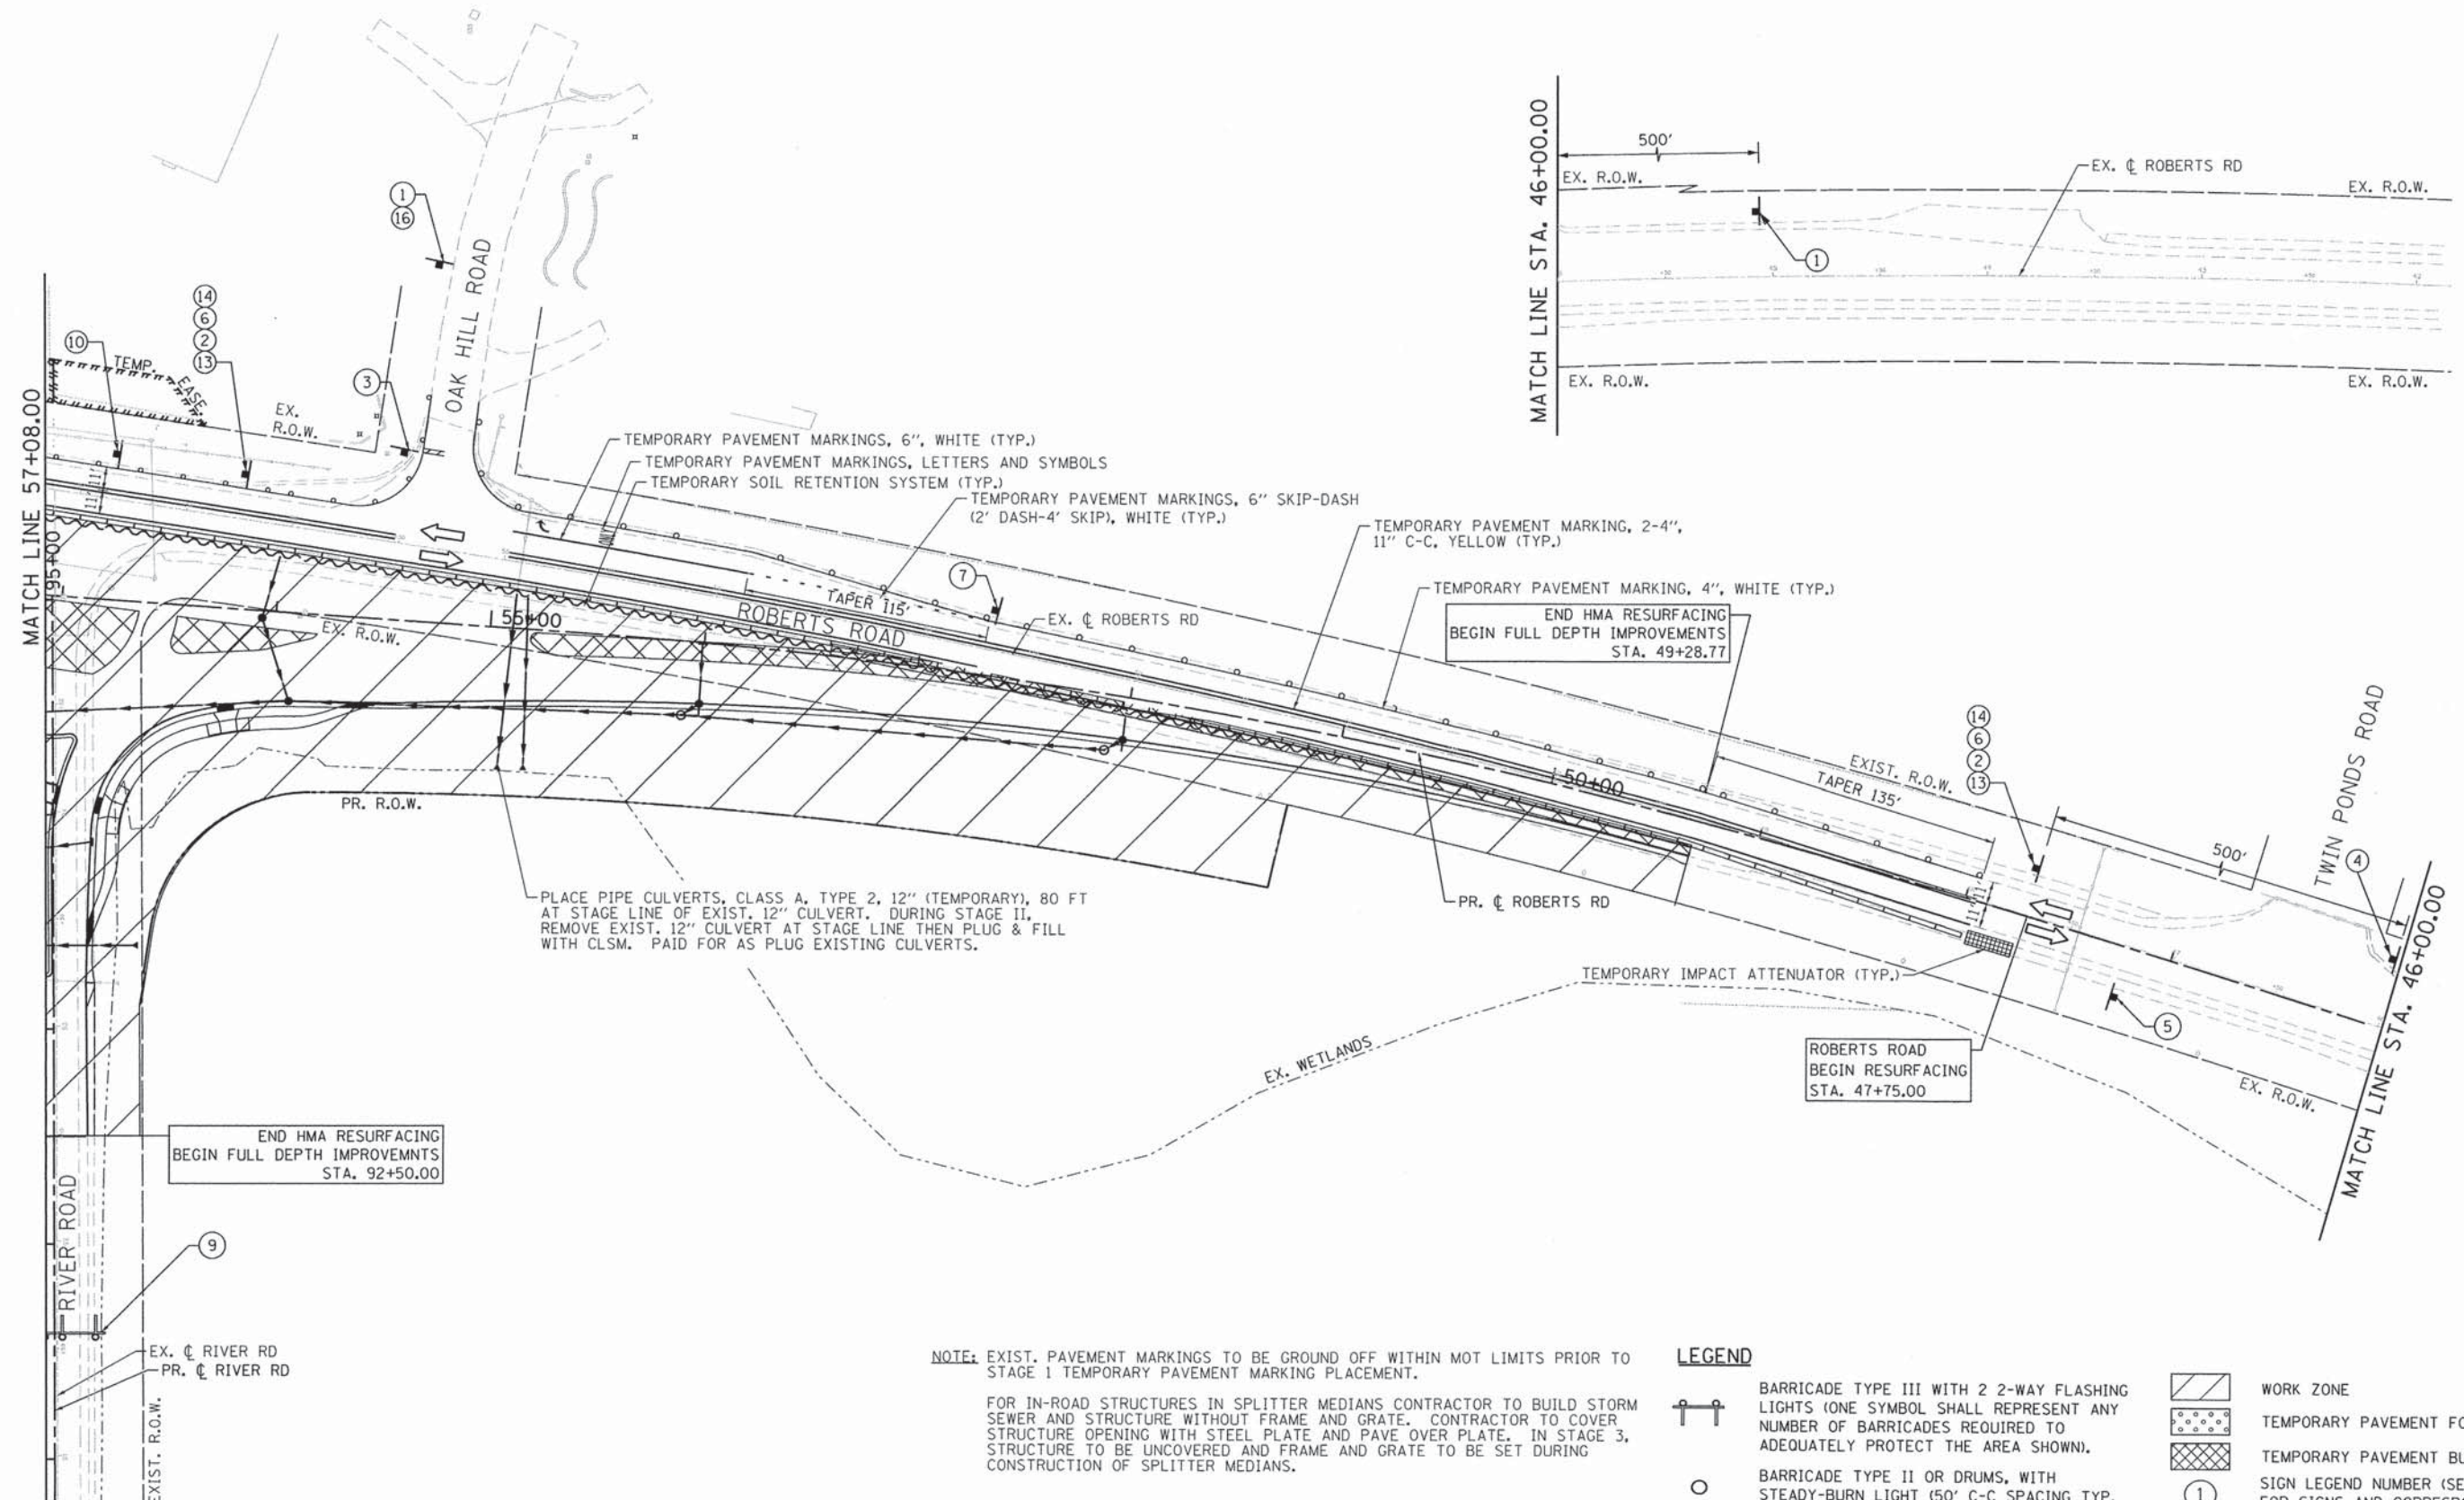 MATCH LINE STA. 46+00.00
500'
EX. R.O.W.
EX. ℄ ROBERTS RD
EX. R.O.W.
1
EX. R.O.W.
EX. R.O.W.
1
16
OAK HILL ROAD
14
6
2
13
10
TEMP. EASE.
3
EX.
R.O.W.
MATCH LINE 57+08.00
11'
11'
95+00
TEMPORARY PAVEMENT MARKINGS, 6", WHITE (TYP.)
TEMPORARY PAVEMENT MARKINGS, LETTERS AND SYMBOLS
TEMPORARY SOIL RETENTION SYSTEM (TYP.)
TEMPORARY PAVEMENT MARKINGS, 6" SKIP-DASH
(2' DASH-4' SKIP), WHITE (TYP.)
TEMPORARY PAVEMENT MARKING, 2-4",
11" C-C, YELLOW (TYP.)
TEMPORARY PAVEMENT MARKING, 4", WHITE (TYP.)
ONLY
7
TAPER 115'
ROBERTS ROAD
EX. ℄ ROBERTS RD
55+00
EX. R.O.W.
END HMA RESURFACING
BEGIN FULL DEPTH IMPROVEMENTS
STA. 49+28.77
14
6
2
13
EXIST. R.O.W.
TAPER 135'
50+00
TWIN PONDS ROAD
500'
4
11'
11'
PR. R.O.W.
PLACE PIPE CULVERTS, CLASS A, TYPE 2, 12" (TEMPORARY), 80 FT
AT STAGE LINE OF EXIST. 12" CULVERT. DURING STAGE II,
REMOVE EXIST. 12" CULVERT AT STAGE LINE THEN PLUG & FILL
WITH CLSM. PAID FOR AS PLUG EXISTING CULVERTS.
PR. ℄ ROBERTS RD
TEMPORARY IMPACT ATTENUATOR (TYP.)
5
EX. WETLANDS
ROBERTS ROAD
BEGIN RESURFACING
STA. 47+75.00
EX. R.O.W.
MATCH LINE STA. 46+00.00
END HMA RESURFACING
BEGIN FULL DEPTH IMPROVEMNTS
STA. 92+50.00
RIVER ROAD
9
EX. ℄ RIVER RD
PR. ℄ RIVER RD
EXIST. R.O.W.
NOTE: EXIST. PAVEMENT MARKINGS TO BE GROUND OFF WITHIN MOT LIMITS PRIOR TO
STAGE 1 TEMPORARY PAVEMENT MARKING PLACEMENT.
FOR IN-ROAD STRUCTURES IN SPLITTER MEDIANS CONTRACTOR TO BUILD STORM
SEWER AND STRUCTURE WITHOUT FRAME AND GRATE. CONTRACTOR TO COVER
STRUCTURE OPENING WITH STEEL PLATE AND PAVE OVER PLATE. IN STAGE 3,
STRUCTURE TO BE UNCOVERED AND FRAME AND GRATE TO BE SET DURING
CONSTRUCTION OF SPLITTER MEDIANS.
LEGEND
BARRICADE TYPE III WITH 2 2-WAY FLASHING
LIGHTS (ONE SYMBOL SHALL REPRESENT ANY
NUMBER OF BARRICADES REQUIRED TO
ADEQUATELY PROTECT THE AREA SHOWN).
BARRICADE TYPE II OR DRUMS, WITH
STEADY-BURN LIGHT (50' C-C SPACING TYP.
WORK ZONE
TEMPORARY PAVEMENT
TEMPORARY PAVEMENT
1
SIGN LEGEND NUMBER
FOR SIGNS AND